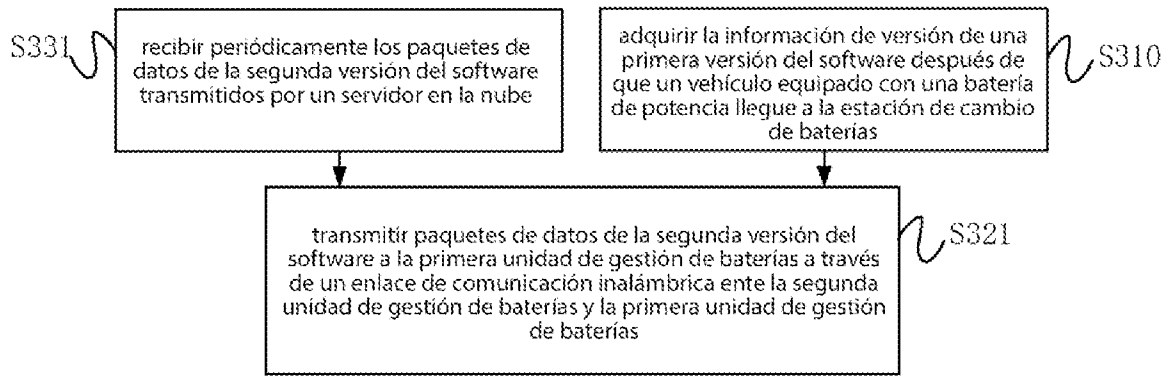 S331
recibir periódicamente los paquetes de
datos de la segunda versión del software
transmitidos por un servidor en la nube
adquirir la información de versión de una
primera versión del software después de
que un vehículo equipado con una batería
de potencia llegue a la estación de cambio
de baterías
S310
transmitir paquetes de datos de la segunda versión del
software a la primera unidad de gestión de baterías a través
de un enlace de comunicación inalámbrica ente la segunda
unidad de gestión de baterías y la primera unidad de gestión
de baterías
S321